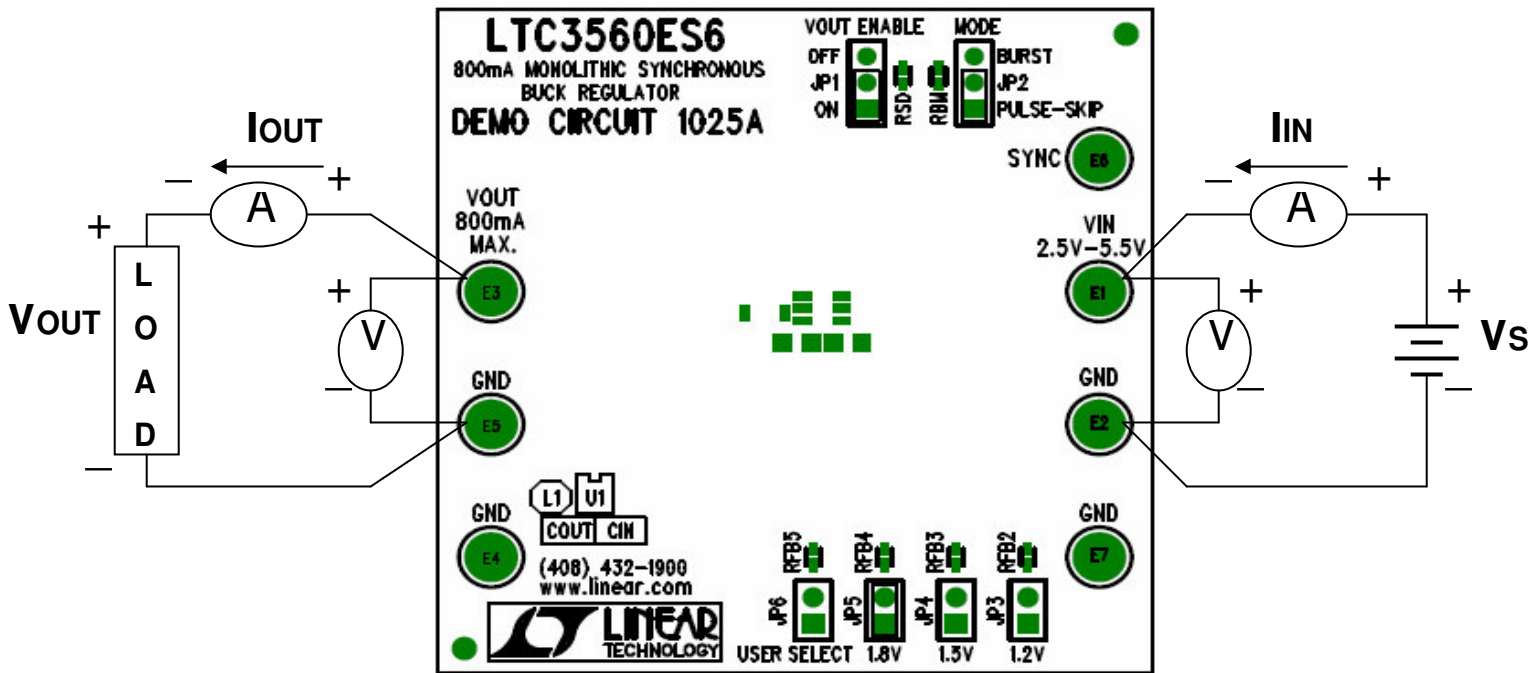 LTC3560ES6
800mA MONOLITHIC SYNCHRONOUS
BUCK REGULATOR
DEMO CIRCUIT 1025A
VOUT ENABLE
OFF
JP1
ON
RSD
RBM
MODE
BURST
JP2
PULSE-SKIP
SYNC
E6
IOUT
A
+
−
VOUT
800mA
MAX.
E3
VOUT
+
LOAD
−
+
V
−
GND
E5
GND
E4
IIN
−
A
+
VIN
2.5V-5.5V
E1
+
V
−
+
VS
−
GND
E2
GND
E7
L1
U1
COUT
CIN
(408) 432-1900
www.linear.com
LT LINEAR
TECHNOLOGY
RFB5
RFB4
RFB3
RFB2
JP6
JP5
JP4
JP3
USER SELECT
1.8V
1.5V
1.2V